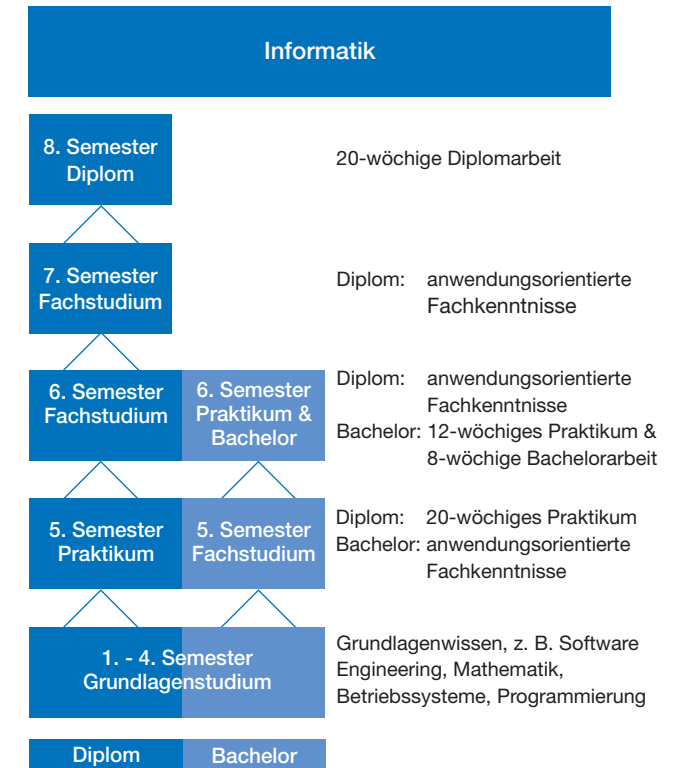 Informatik
8. Semester
Diplom
20-wöchige Diplomarbeit
7. Semester
Fachstudium
Diplom: anwendungsorientierte
Fachkenntnisse
6. Semester
Fachstudium
6. Semester
Praktikum &
Bachelor
Diplom: anwendungsorientierte
Fachkenntnisse
Bachelor: 12-wöchiges Praktikum &
8-wöchige Bachelorarbeit
5. Semester
Praktikum
5. Semester
Fachstudium
Diplom: 20-wöchiges Praktikum
Bachelor: anwendungsorientierte
Fachkenntnisse
1. - 4. Semester
Grundlagenstudium
Grundlagenwissen, z. B. Software
Engineering, Mathematik,
Betriebssysteme, Programmierung
Diplom
Bachelor